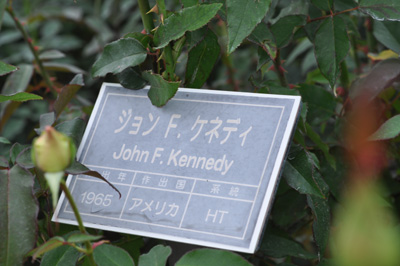 ジョン F. ケネディ
John F. Kennedy
出年 作出国 系統
1965 アメリカ HT